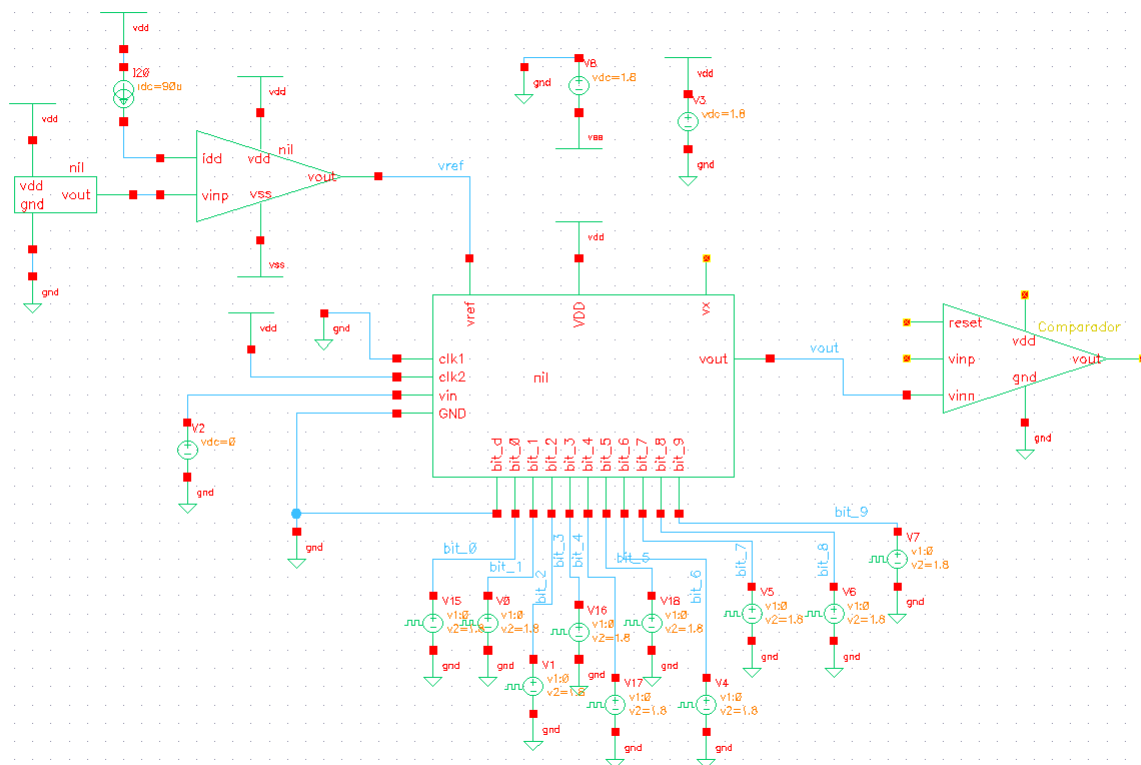 vdd
I20
idc=90u
vdd
vdd
nil
vdd
gnd
vout
gnd
idd
vinp
vdd
vss
nil
vout
vss
vref
gnd
V8
vdc=1.8
vss
vdd
V3
vdc=1.8
gnd
vdd
vref
VDD
vx
gnd
vdd
clk1
clk2
vin
GND
nil
vout
vout
V2
vdc=0
gnd
gnd
reset
vinp
vinn
vdd
gnd
vout
Comparador
gnd
bit_d
bit_0
bit_1
bit_2
bit_3
bit_4
bit_5
bit_6
bit_7
bit_8
bit_9
bit_0
bit_1
bit_2
bit_3
bit_4
bit_5
bit_6
bit_7
bit_8
bit_9
V15
v1:0
v2=1.8
gnd
V0
v1:0
v2=1.8
gnd
V1
v1:0
v2=1.8
gnd
V16
v1:0
v2=1.8
gnd
V17
v1:0
v2=1.8
gnd
V18
v1:0
v2=1.8
gnd
V4
v1:0
v2=1.8
gnd
V5
v1:0
v2=1.8
gnd
V6
v1:0
v2=1.8
gnd
V7
v1:0
v2=1.8
gnd